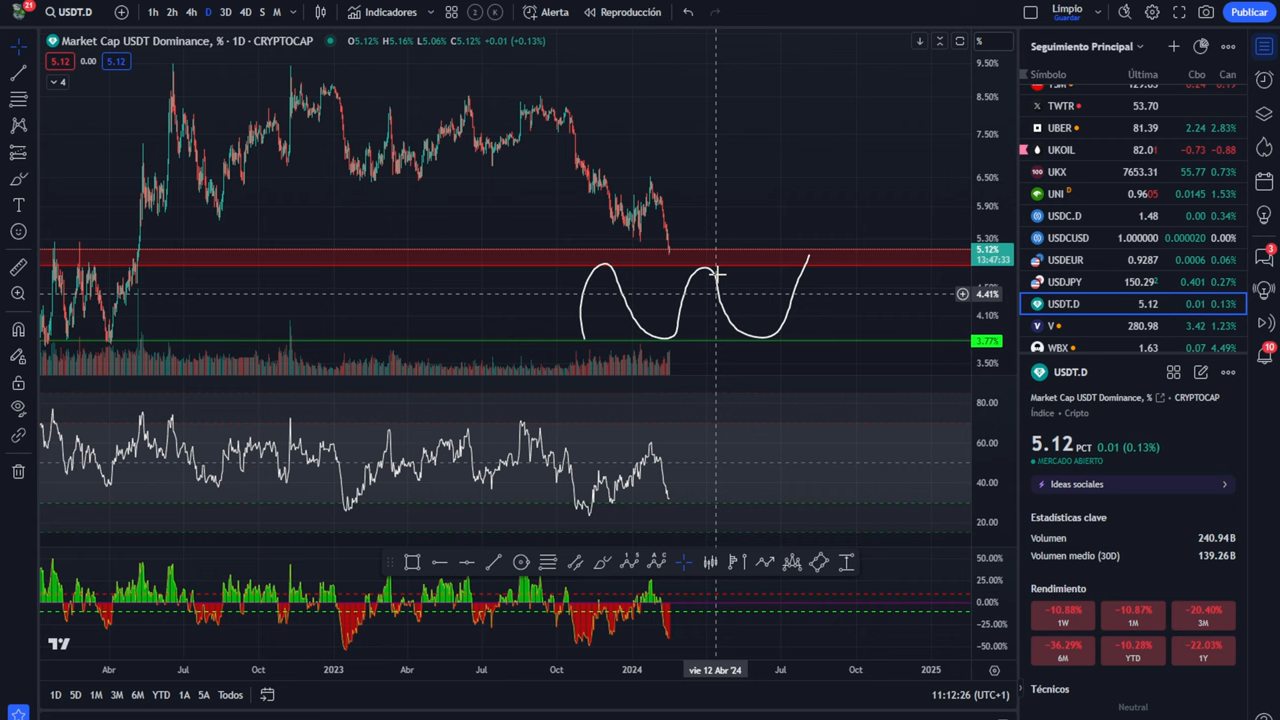 21
USDT.D
1h 2h 4h D 3D 4D S M
Indicadores
2
K
Alerta
Reproducción
Limpio
Guardar
Publicar
Market Cap USDT Dominance, % · 1D · CRYPTOCAP
O5.12% H5.16% L5.06% C5.12% +0.01 (+0.13%)
5.12 0.00 5.12
4
%
9.50%
8.50%
7.50%
6.50%
5.90%
5.30%
5.12%
13:47:33
4.41%
4.10%
3.77%
3.50%
80.00
60.00
40.00
20.00
50.00%
25.00%
0.00%
−25.00%
−50.00%
Abr Jul Oct 2023 Abr Jul Oct 2024 vie 12 Abr '24 Jul Oct 2025
1D 5D 1M 3M 6M YTD 1A 5A Todos
11:12:26 (UTC+1)
Seguimiento Principal
Símbolo Última Cbo Can
TWTR 53.70
UBER 81.39 2.24 2.83%
UKOIL 82.01 −0.73 −0.88
UKX 7653.31 55.77 0.73%
UNI D 0.9605 0.0145 1.53%
USDC.D 1.48 0.00 0.34%
USDCUSD 1.000000 0.000020 0.00%
USDEUR 0.9287 0.0006 0.06%
USDJPY 150.292 0.401 0.27%
USDT.D 5.12 0.01 0.13%
V 280.98 3.42 1.23%
WBX 1.63 0.07 4.49%
USDT.D
Market Cap USDT Dominance, % · CRYPTOCAP
Índice · Cripto
5.12 PCT 0.01 (0.13%)
MERCADO ABIERTO
Ideas sociales
Estadísticas clave
Volumen 240.94B
Volumen medio (30D) 139.26B
Rendimiento
−10.88% −10.87% −20.40%
1W 1M 3M
−36.29% −10.28% −22.03%
6M YTD 1Y
Técnicos
Neutral
3
10